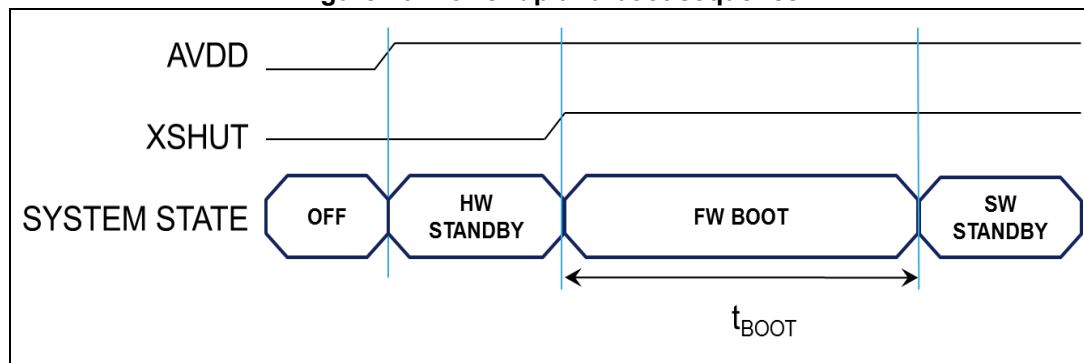 AVDD
XSHUT
SYSTEM STATE
OFF
HW
STANDBY
FW BOOT
SW
STANDBY
tBOOT